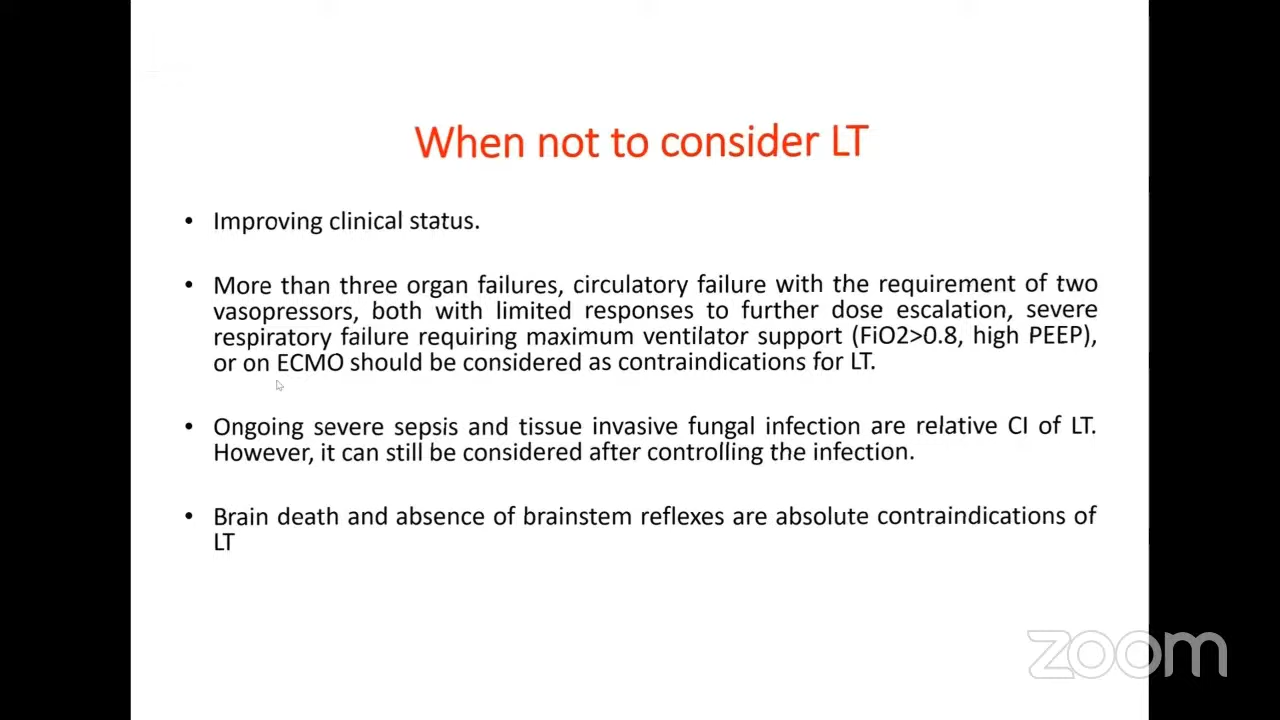 When not to consider LT
• Improving clinical status.
• More than three organ failures, circulatory failure with the requirement of two
vasopressors, both with limited responses to further dose escalation, severe
respiratory failure requiring maximum ventilator support (FiO2>0.8, high PEEP),
or on ECMO should be considered as contraindications for LT.
• Ongoing severe sepsis and tissue invasive fungal infection are relative CI of LT.
However, it can still be considered after controlling the infection.
• Brain death and absence of brainstem reflexes are absolute contraindications of
LT
zoom